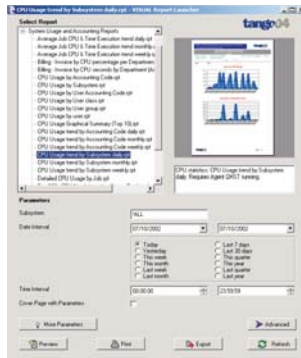 CPU Usage trend by Subsystem daily.rpt - VISUAL Report Launcher
Select Report
tango04
System Usage and Accounting Reports
Average Job CPU & Time Execution trend daily.rpt
Average Job CPU & Time Execution trend monthly.r
Average Job CPU & Time Execution trend weekly.rp
Billing - Invoice by CPU percentage per Departmen
Billing - Invoice by CPU seconds by Department (Ac
CPU Usage by Accounting Code.rpt
CPU Usage by Subsystem.rpt
CPU Usage by User Accounting Code.rpt
CPU Usage by User class.rpt
CPU Usage by User group.rpt
CPU Usage by user.rpt
CPU Usage Graphical Summary (Top 10).rpt
CPU Usage trend by Accounting Code daily.rpt
CPU Usage trend by Accounting Code monthly.rpt
CPU Usage trend by Accounting Code weekly.rpt
CPU Usage trend by Subsystem daily.rpt
CPU Usage trend by Subsystem monthly.rpt
CPU Usage trend by Subsystem weekly.rpt
Detailed CPU Usage by Job.rpt
CPU statistics: CPU Usage trend by Subsystem daily. Requires Agent QHST running.
Parameters
Subsystem
*ALL
Date Interval
07/10/2002
07/10/2002
Today
Yesterday
This week
This month
Last week
Last month
Last 7 days
Last 30 days
This quarter
This year
Last quarter
Last year
Time Interval
00:00:00
23:59:59
Cover Page with Parameters
More Parameters
Advanced
Preview
Print
Export
Refresh